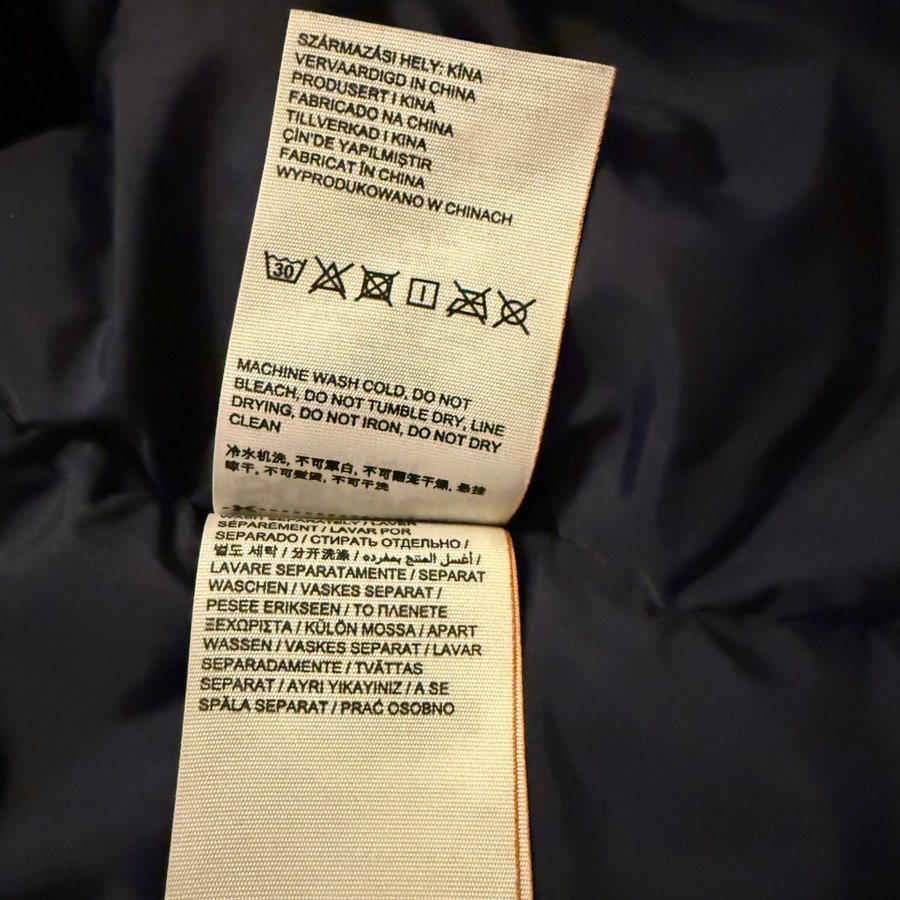 SZÁRMAZÁSI HELY: KÍNA
VERVAARDIGD IN CHINA
PRODUSERT I KINA
FABRICADO NA CHINA
TILLVERKAD I KINA
ÇİN'DE YAPILMIŞTIR
FABRICAT ÎN CHINA
WYPRODUKOWANO W CHINACH
30
MACHINE WASH COLD, DO NOT
BLEACH, DO NOT TUMBLE DRY, LINE
DRYING, DO NOT IRON, DO NOT DRY
CLEAN
冷水机洗, 不可漂白, 不可翻笼干燥, 悬挂
晾干, 不可熨烫, 不可干洗
WASH SEPARATELY / LAVER
SÉPARÉMENT / LAVAR POR
SEPARADO / СТИРАТЬ ОТДЕЛЬНО /
별도 세탁 / 分开洗涤 / أغسل المنتج بمفرده /
LAVARE SEPARATAMENTE / SEPARAT
WASCHEN / VASKES SEPARAT /
PESEE ERIKSEEN / ΤΟ ΠΛΕΝΕΤΕ
ΞΕΧΩΡΙΣΤΑ / KÜLÖN MOSSA / APART
WASSEN / VASKES SEPARAT / LAVAR
SEPARADAMENTE / TVÄTTAS
SEPARAT / AYRI YIKAYINIZ / A SE
SPĂLA SEPARAT / PRAĆ OSOBNO